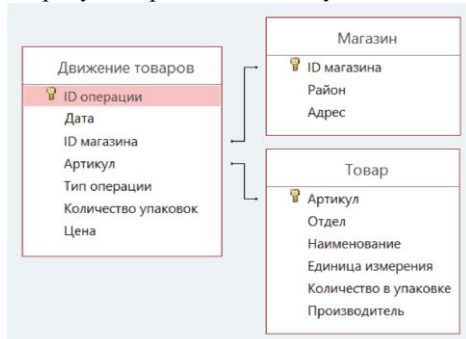 Движение товаров
ID операции
Дата
ID магазина
Артикул
Тип операции
Количество упаковок
Цена
Магазин
ID магазина
Район
Адрес
Товар
Артикул
Отдел
Наименование
Единица измерения
Количество в упаковке
Производитель